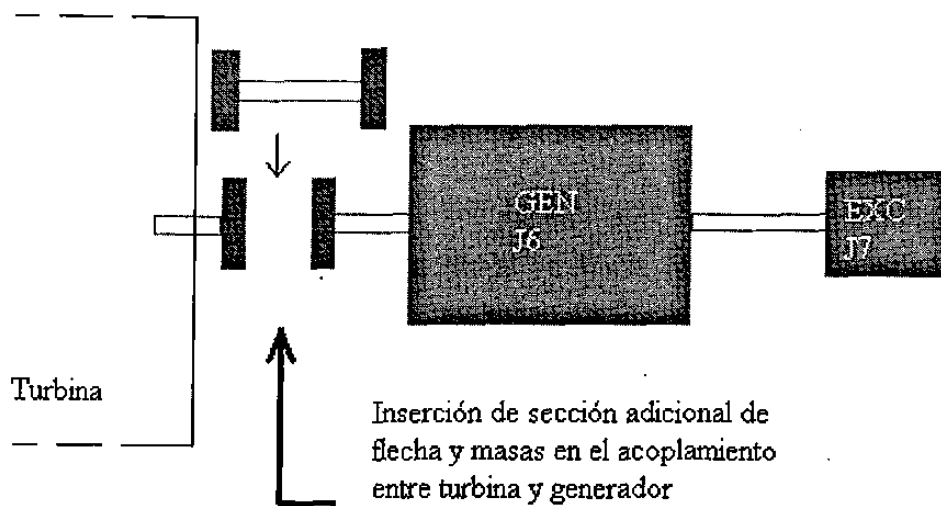 GEN
J6
EXC
J7
Turbina
Inserción de sección adicional de
flecha y masas en el acoplamiento
entre turbina y generador